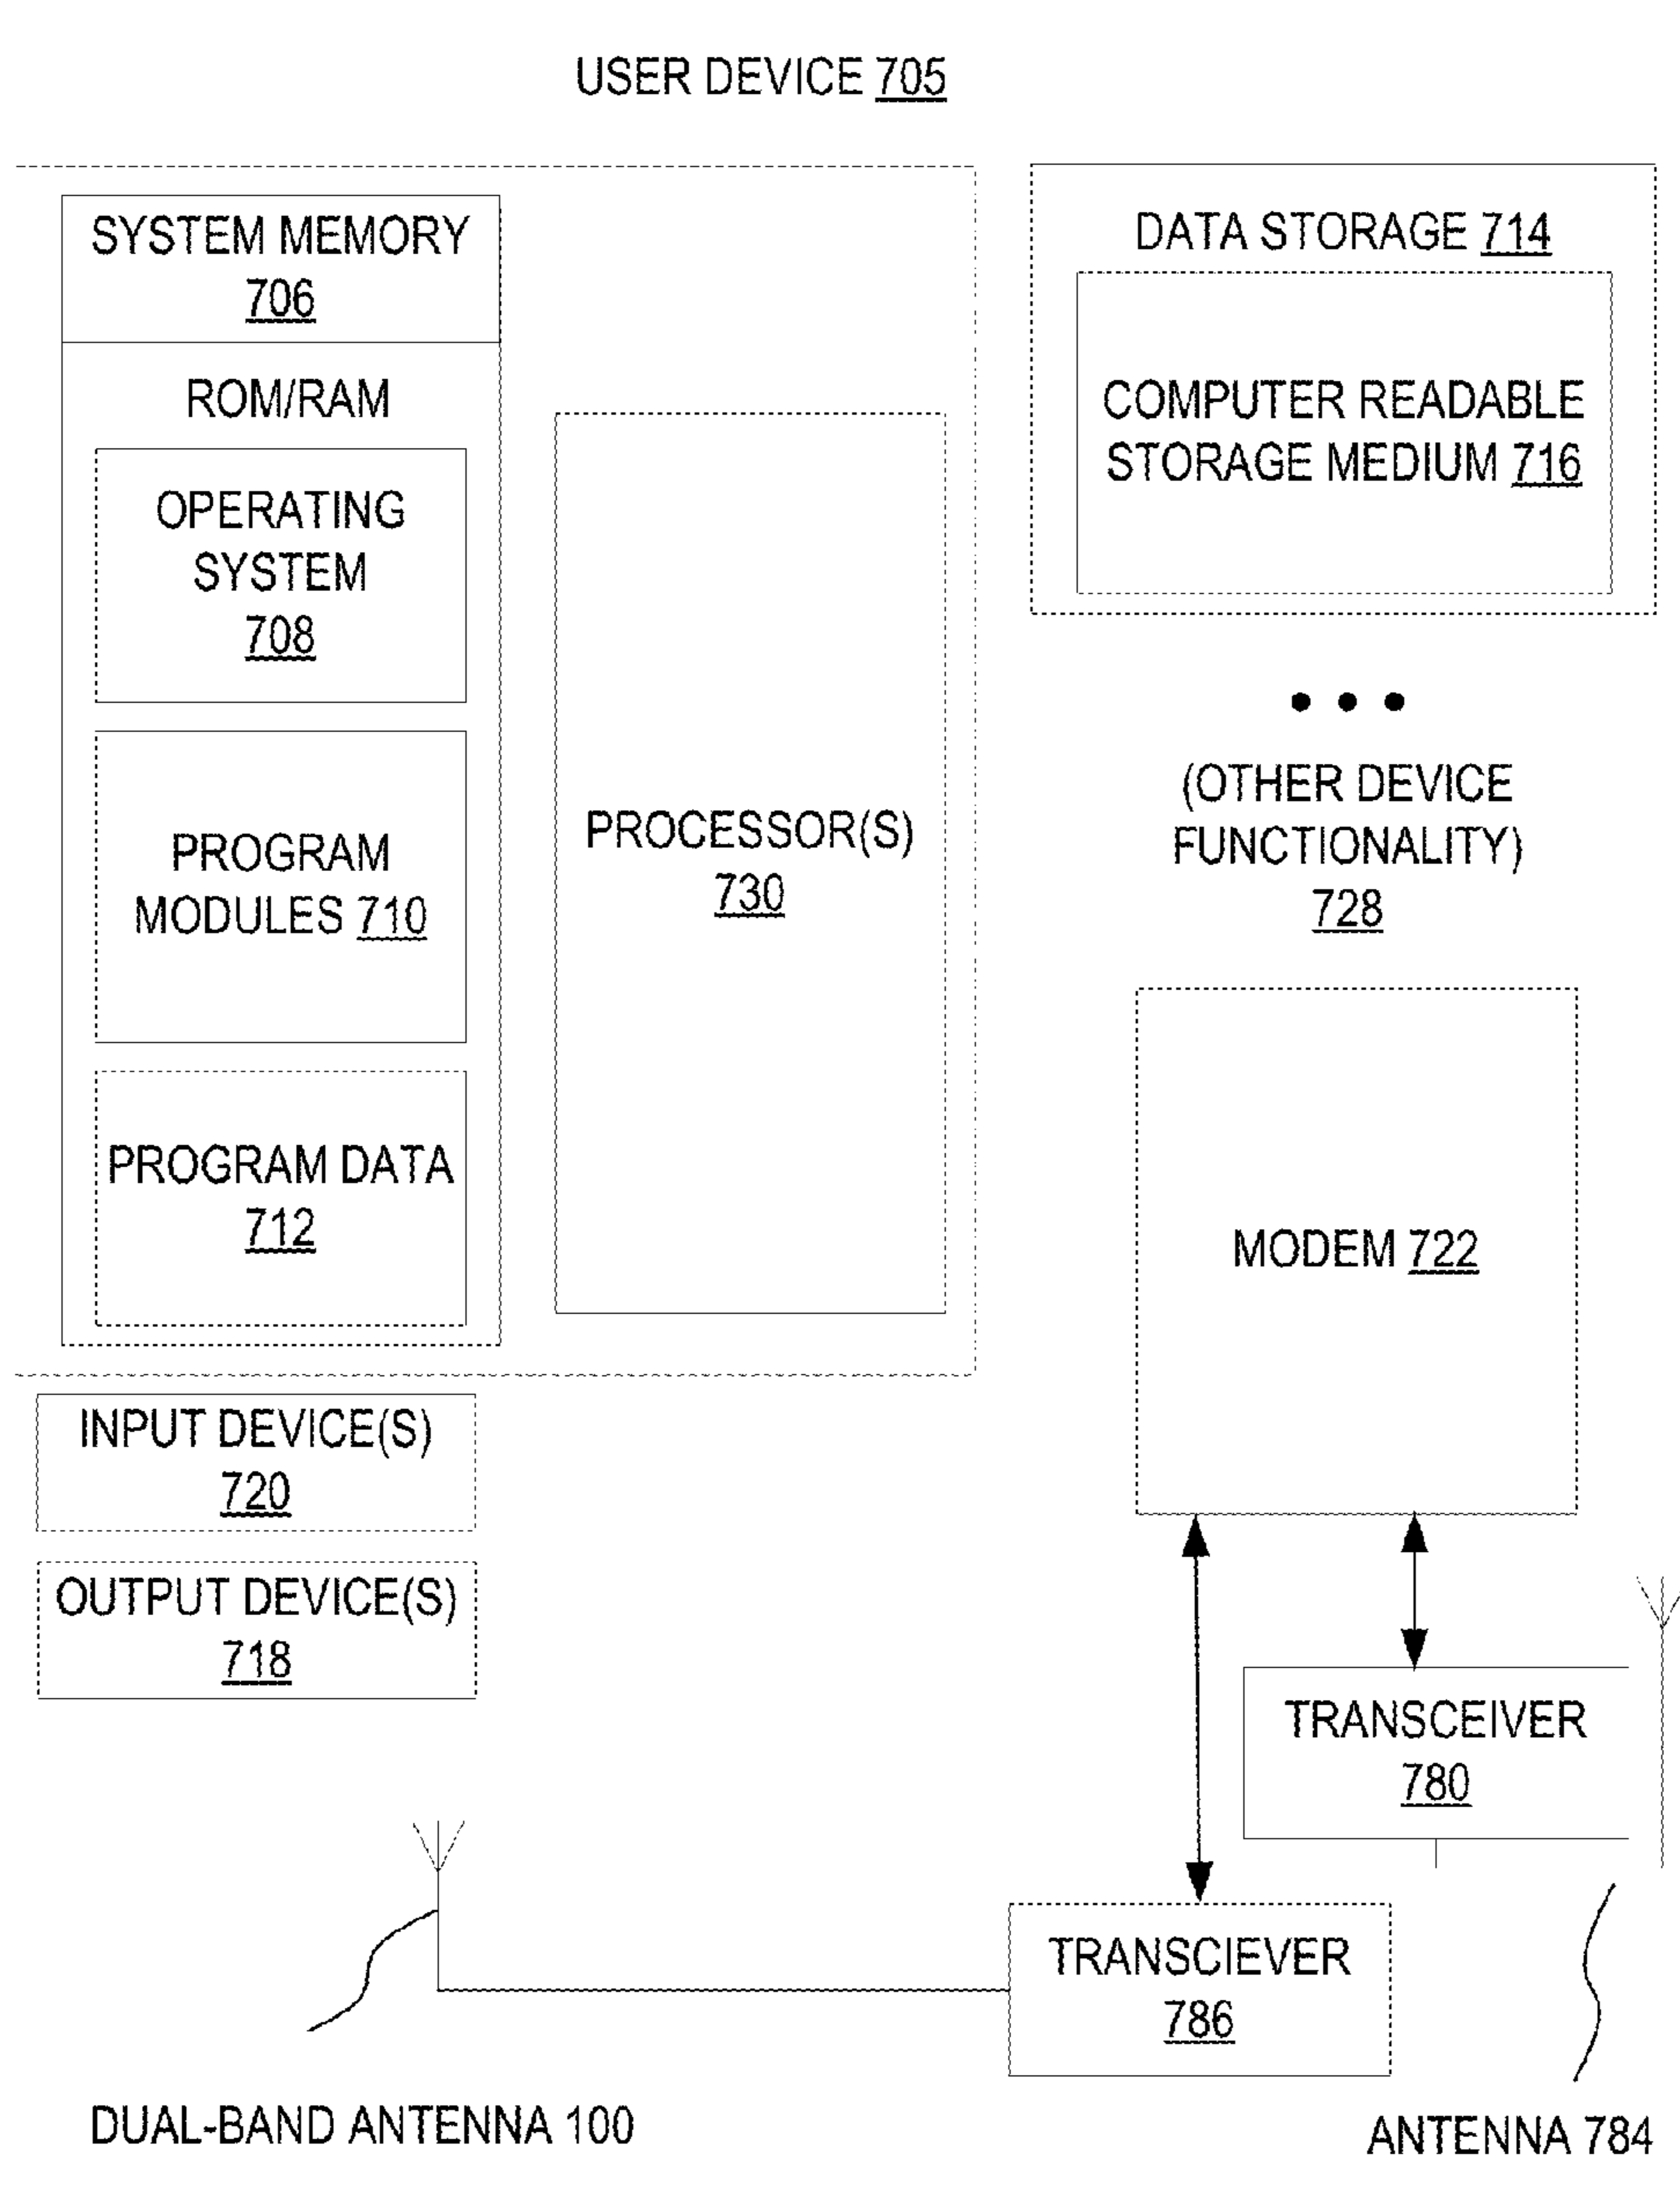 USER DEVICE 705
SYSTEM MEMORY
706
ROM/RAM
OPERATING
SYSTEM
708
PROGRAM
MODULES 710
PROGRAM DATA
712
PROCESSOR(S)
730
INPUT DEVICE(S)
720
OUTPUT DEVICE(S)
718
DATA STORAGE 714
COMPUTER READABLE
STORAGE MEDIUM 716
(OTHER DEVICE
FUNCTIONALITY)
728
MODEM 722
TRANSCEIVER
780
TRANSCIEVER
786
DUAL-BAND ANTENNA 100
ANTENNA 784